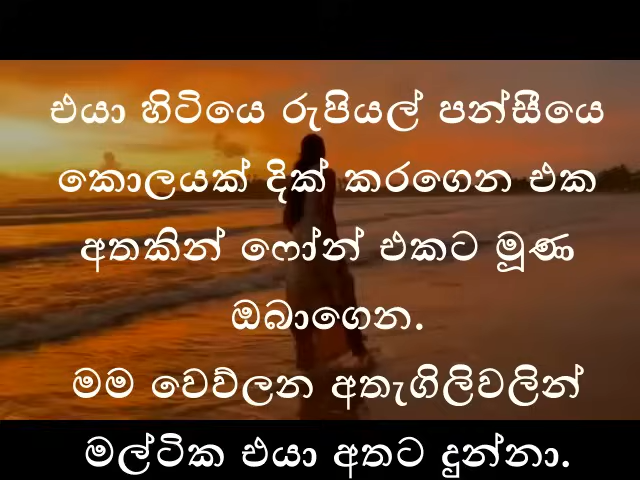 එයා හිටියෙ රුපියල් පන්සීයෙ
කොලයක් දික් කරගෙන එක
අතකින් ෆෝන් එකට මූණ
ඔබාගෙන.
මම වෙව්ලන අතැගිලිවලින්
මල්ටික එයා අතට දුන්නා.